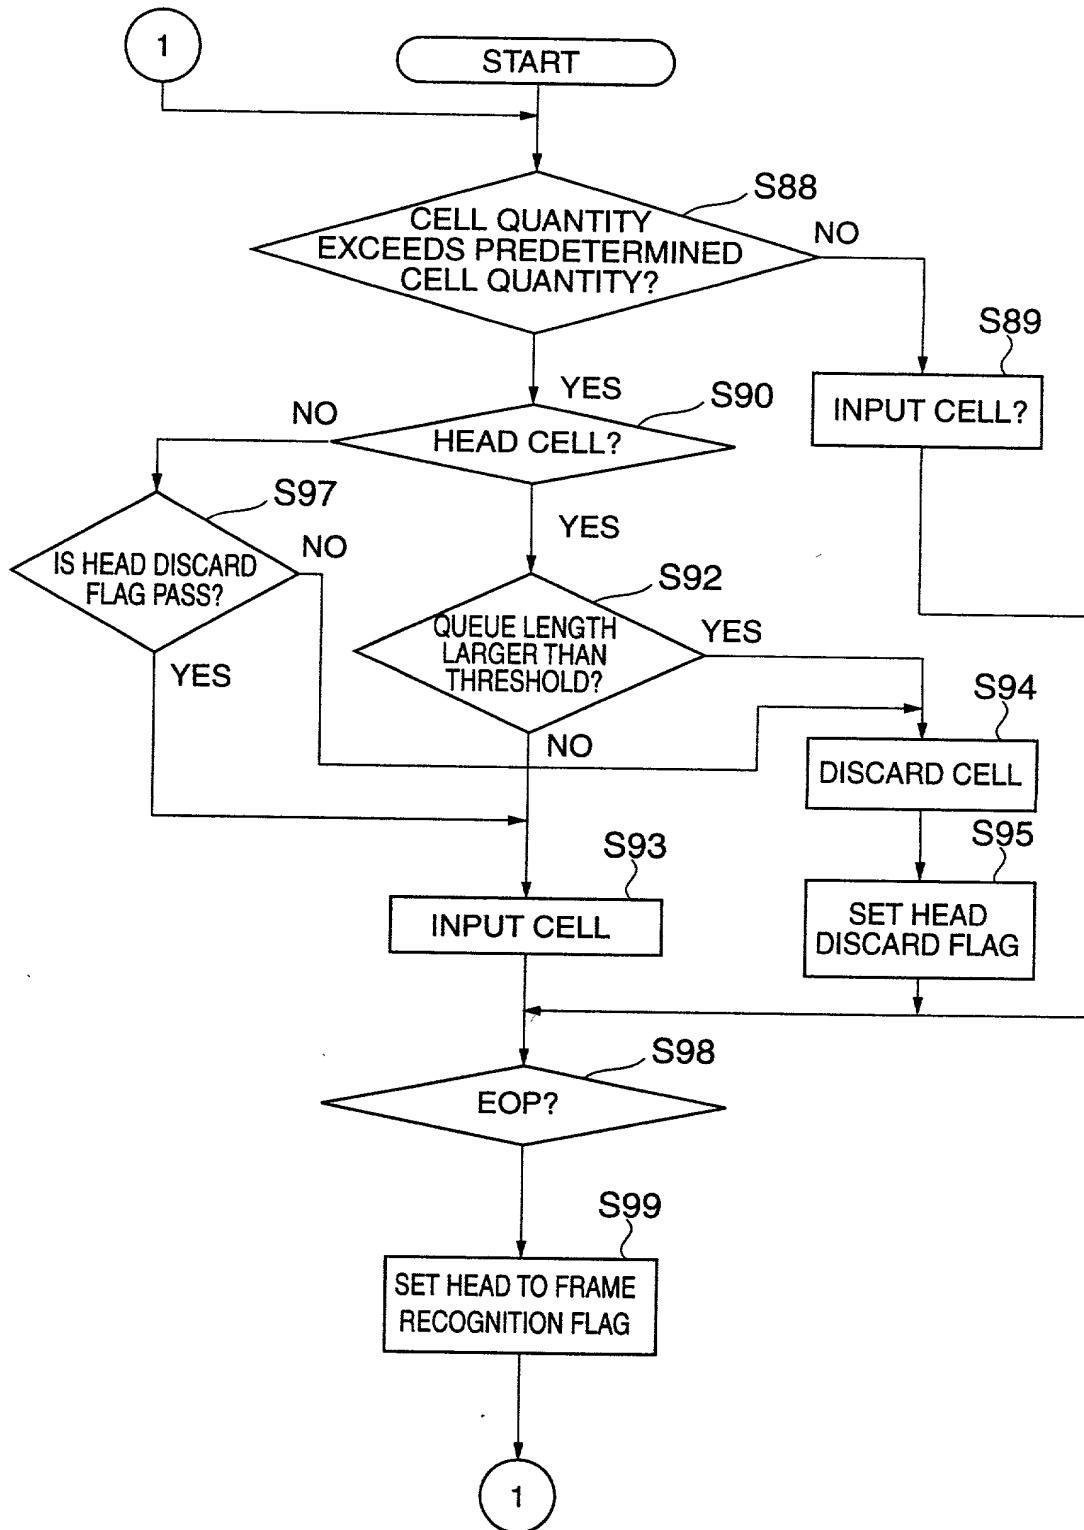 1
START
S88
CELL QUANTITY
EXCEEDS PREDETERMINED
CELL QUANTITY?
NO
S89
INPUT CELL?
YES
S90
NO
HEAD CELL?
S97
YES
IS HEAD DISCARD
FLAG PASS?
NO
S92
QUEUE LENGTH
LARGER THAN
THRESHOLD?
YES
YES
NO
S94
DISCARD CELL
S93
INPUT CELL
S95
SET HEAD
DISCARD FLAG
S98
EOP?
S99
SET HEAD TO FRAME
RECOGNITION FLAG
1